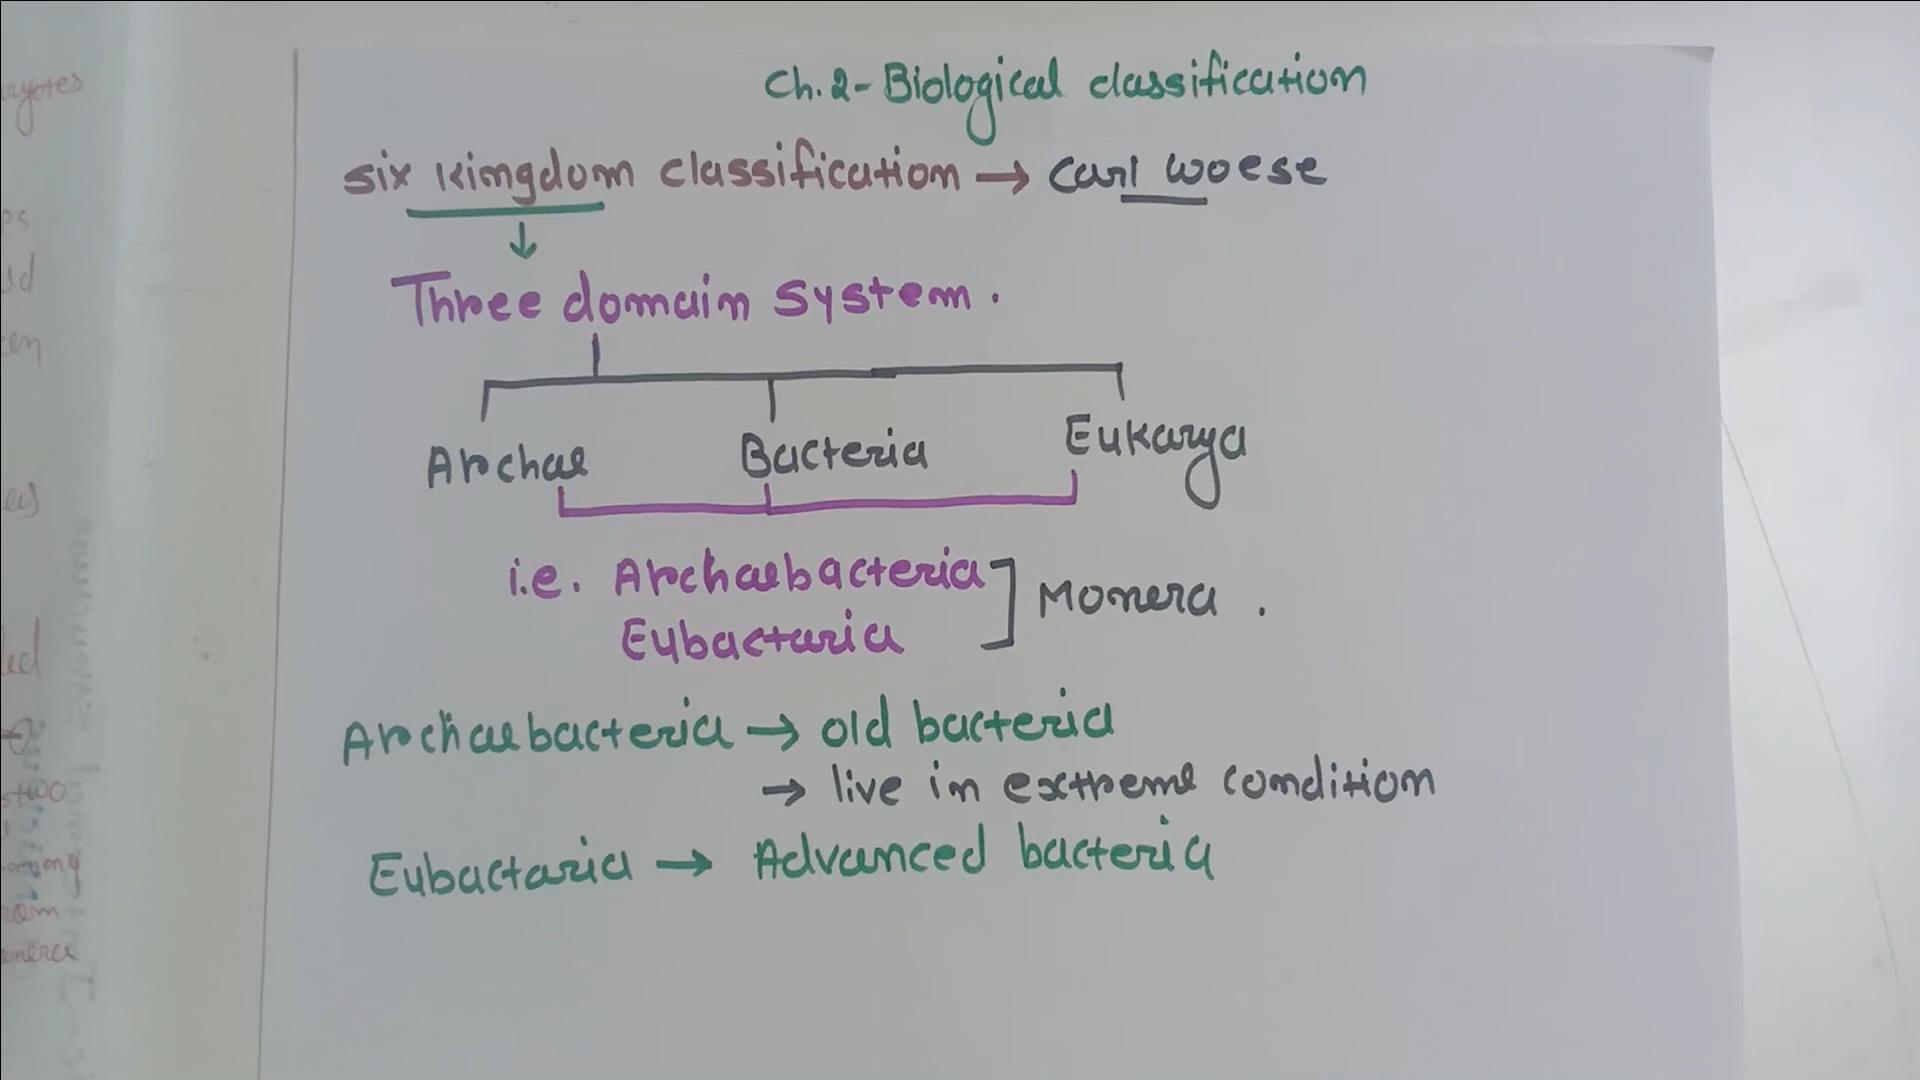 Ch.2- Biological classification
six kingdom classification → Carl Woese
↓
Three domain system.
Archae Bacteria Eukarya
i.e. Archaebacteria ] Monera.
Eubactaria
Archaebacteria → old bacteria
→ live in extreme condition
Eubactaria → Advanced bacteria